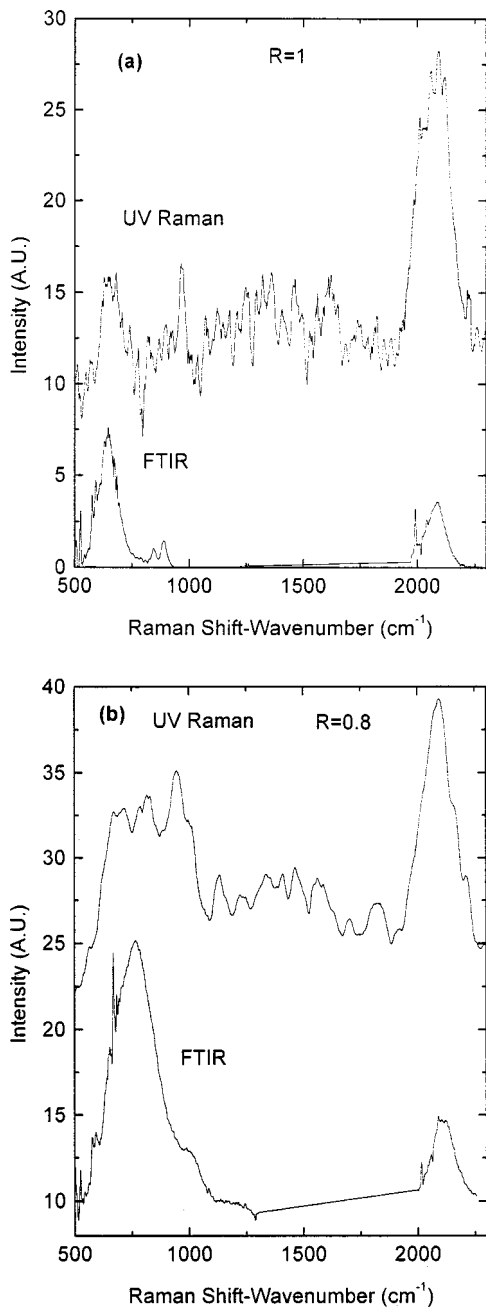 30
(a)
R=1
25
20
UV Raman
15
10
FTIR
5
0
Intensity (A.U.)
500 1000 1500 2000
Raman Shift-Wavenumber (cm⁻¹)
40
(b)
UV Raman
R=0.8
35
30
25
20
FTIR
15
10
Intensity (A.U.)
500 1000 1500 2000
Raman Shift-Wavenumber (cm⁻¹)